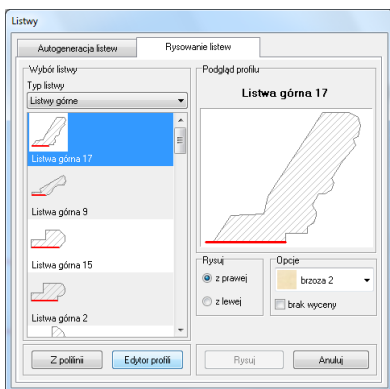 Listwy
Autogeneracja listew
Rysowanie listew
Wybór listwy
Typ listwy
Listwy górne
Listwa górna 17
Listwa górna 9
Listwa górna 15
Listwa górna 2
Podgląd profilu
Listwa górna 17
Rysuj
z prawej
z lewej
Opcje
brzoza 2
brak wyceny
Z polilinii
Edytor profili
Rysuj
Anuluj